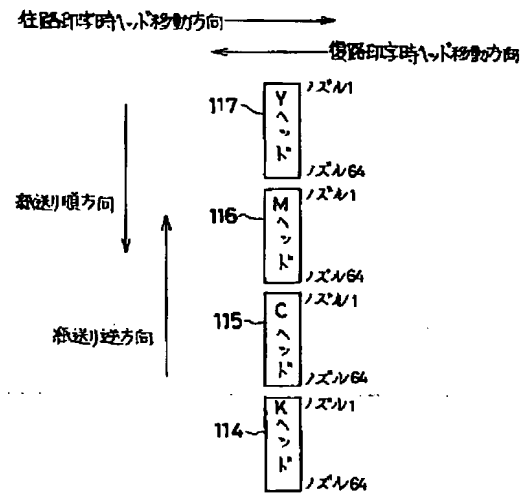 往路印字時ヘッド移動方向
復路印字時ヘッド移動方向
117
Yヘッド
ノズル1
ノズル64
紙送り順方向
116
Mヘッド
ノズル1
ノズル64
115
Cヘッド
ノズル1
ノズル64
紙送り逆方向
114
Kヘッド
ノズル1
ノズル64